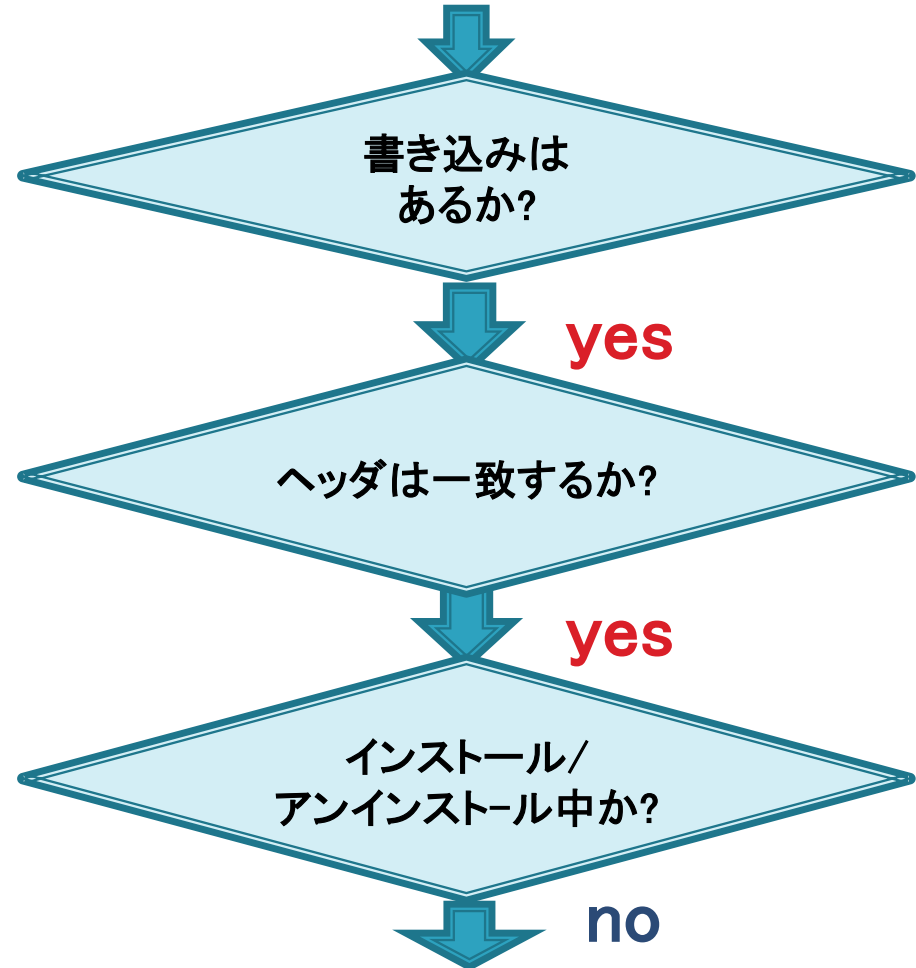 書き込みは
あるか?
yes
ヘッダは一致するか?
yes
インストール/
アンインストール中か?
no